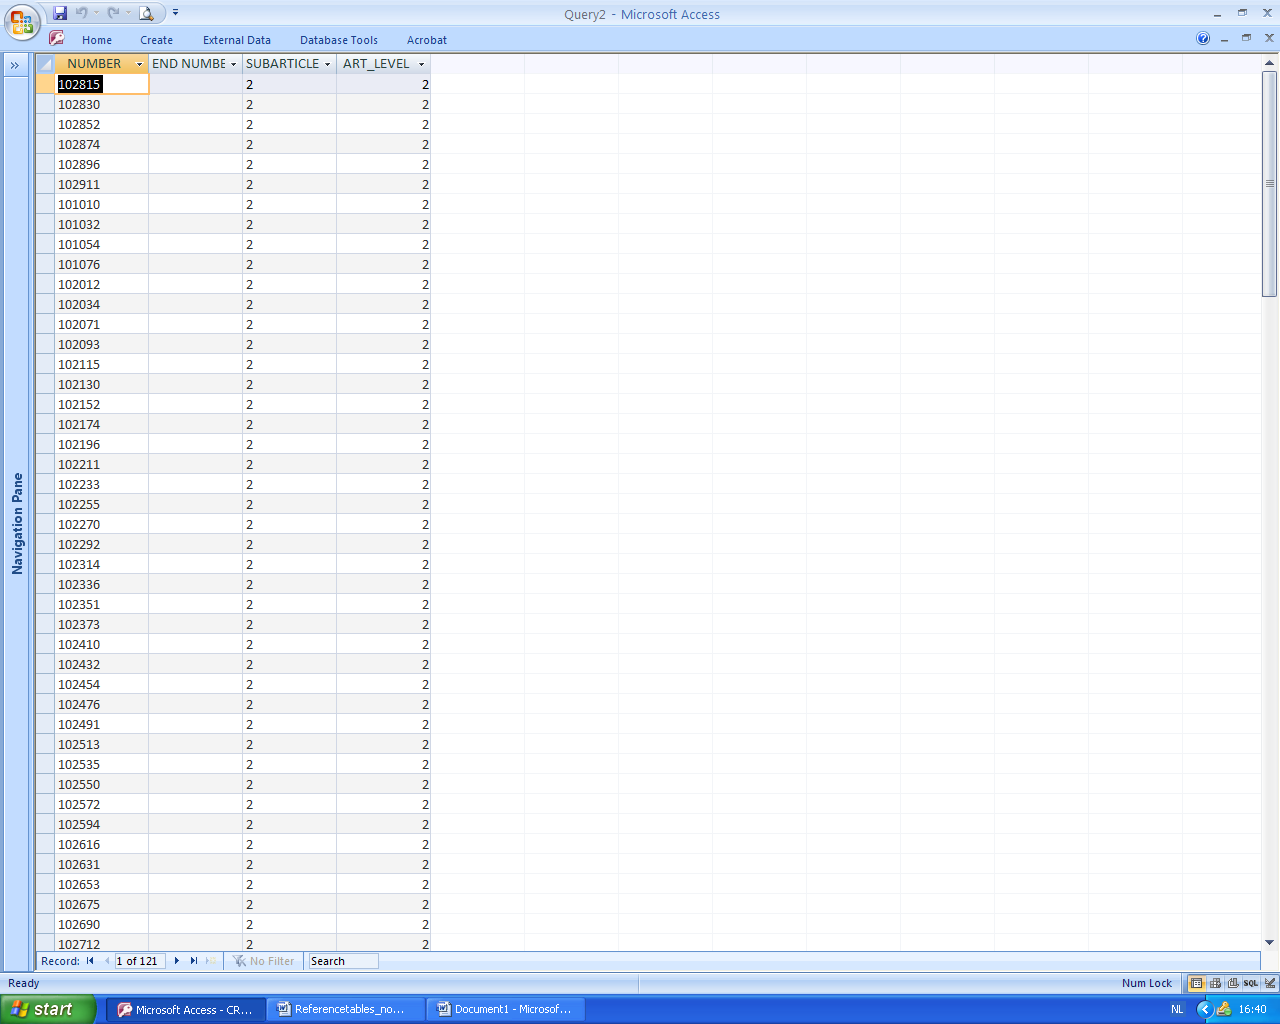 Query2 - Microsoft Access
Home Create External Data Database Tools Acrobat
NUMBER END NUMBE SUBARTICLE ART_LEVEL
102815 2 2
102830 2 2
102852 2 2
102874 2 2
102896 2 2
102911 2 2
101010 2 2
101032 2 2
101054 2 2
101076 2 2
102012 2 2
102034 2 2
102071 2 2
102093 2 2
102115 2 2
102130 2 2
102152 2 2
102174 2 2
102196 2 2
102211 2 2
102233 2 2
102255 2 2
102270 2 2
102292 2 2
102314 2 2
102336 2 2
102351 2 2
102373 2 2
102410 2 2
102432 2 2
102454 2 2
102476 2 2
102491 2 2
102513 2 2
102535 2 2
102550 2 2
102572 2 2
102594 2 2
102616 2 2
102631 2 2
102653 2 2
102675 2 2
102690 2 2
102712 2 2
Navigation Pane
Record: 1 of 121 No Filter Search
Ready Num Lock SQL
start Microsoft Access - CR... Referencetables_no... Document1 - Microsof... NL 16:40